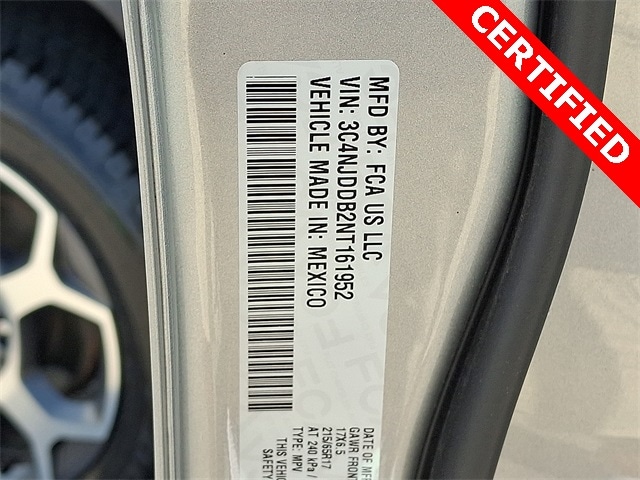 CERTIFIED
MFD BY: FCA US LLC
VIN: 3C4NJDDB2NT161952
VEHICLE MADE IN: MEXICO
DATE OF MFR
GAWR FRONT
17X6.5
215/65R17
AT 240 kPa /
TYPE: MPV
THIS VEHIC
SAFETY